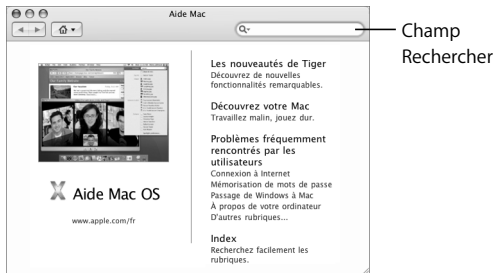 Aide Mac
Champ
Rechercher
Les nouveautés de Tiger
Découvrez de nouvelles
fonctionnalités remarquables.
Découvrez votre Mac
Travaillez malin, jouez dur.
Problèmes fréquemment
rencontrés par les
utilisateurs
Connexion à Internet
Mémorisation de mots de passe
Passage de Windows à Mac
À propos de votre ordinateur
D'autres rubriques...
Index
Recherchez facilement les
rubriques.
Aide Mac OS
www.apple.com/fr